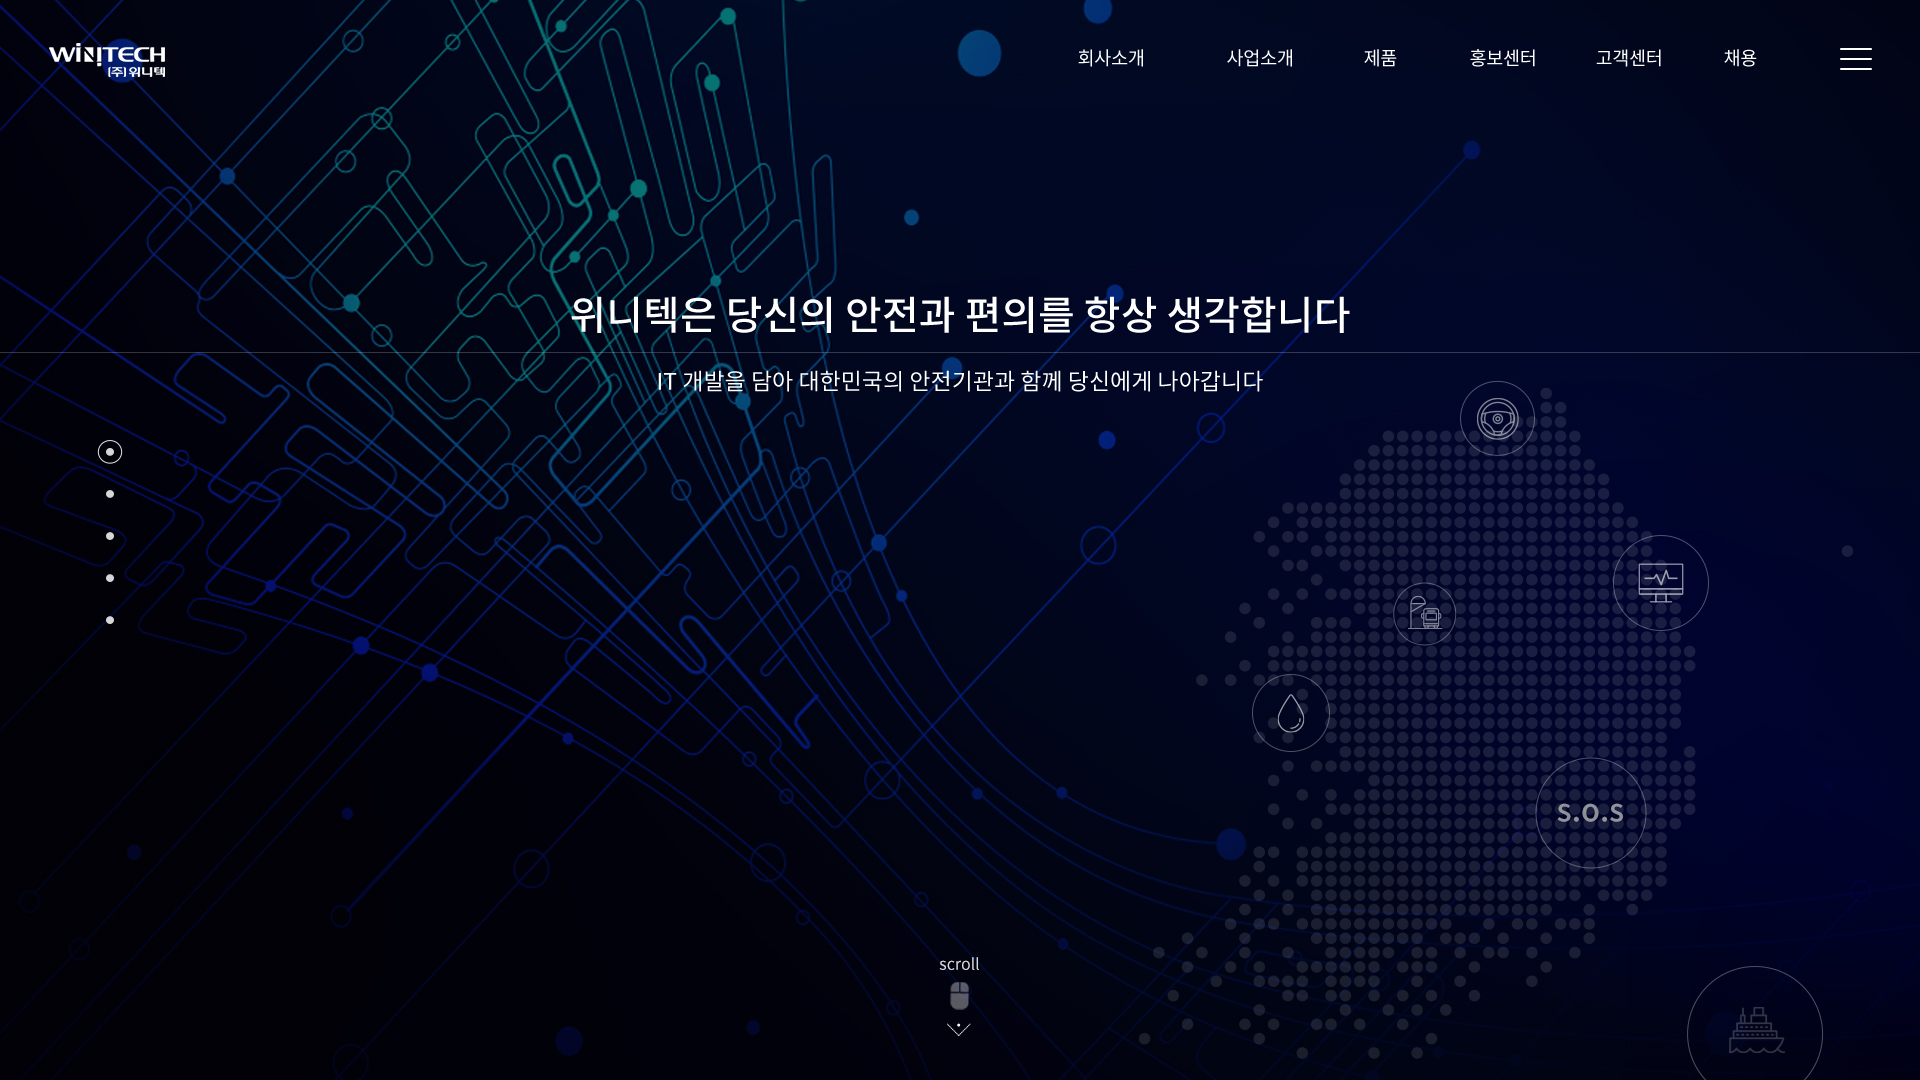 WINITECH
(주)위니텍
회사소개
사업소개
제품
홍보센터
고객센터
채용
위니텍은 당신의 안전과 편의를 항상 생각합니다
IT 개발을 담아 대한민국의 안전기관과 함께 당신에게 나아갑니다
S.O.S
scroll